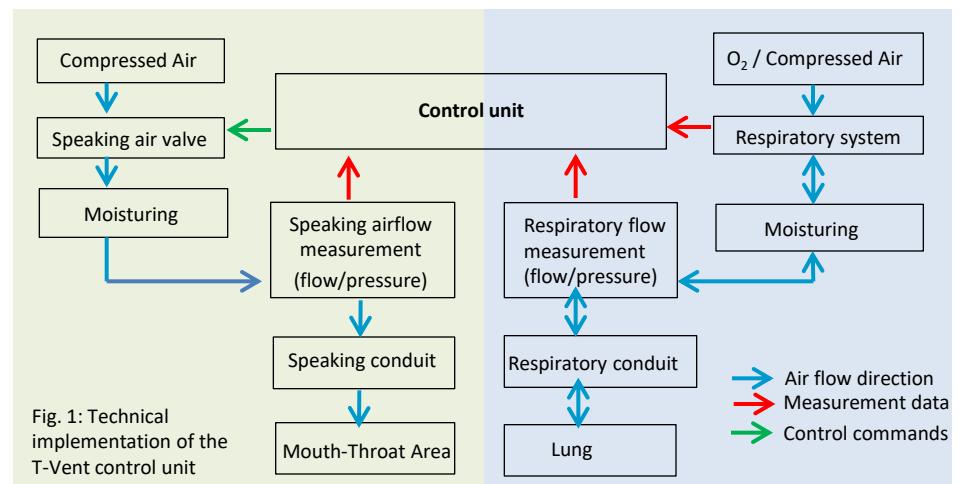 Compressed Air
Speaking air valve
Moisturing
Speaking airflow
measurement
(flow/pressure)
Speaking conduit
Mouth-Throat Area
Fig. 1: Technical
implementation of the
T-Vent control unit
Control unit
O₂ / Compressed Air
Respiratory system
Moisturing
Respiratory flow
measurement
(flow/pressure)
Respiratory conduit
Lung
Air flow direction
Measurement data
Control commands